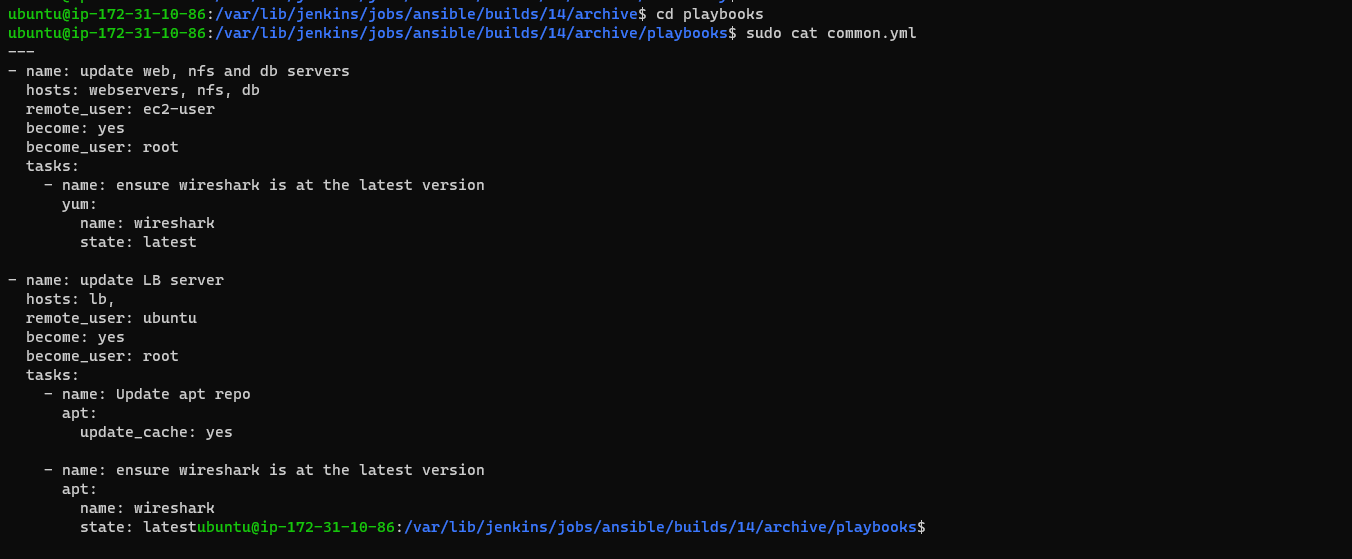 ubuntu@ip-172-31-10-86:/var/lib/jenkins/jobs/ansible/builds/14/archive$ cd playbooks
ubuntu@ip-172-31-10-86:/var/lib/jenkins/jobs/ansible/builds/14/archive/playbooks$ sudo cat common.yml
---
- name: update web, nfs and db servers
  hosts: webservers, nfs, db
  remote_user: ec2-user
  become: yes
  become_user: root
  tasks:
    - name: ensure wireshark is at the latest version
      yum:
        name: wireshark
        state: latest

- name: update LB server
  hosts: lb,
  remote_user: ubuntu
  become: yes
  become_user: root
  tasks:
    - name: Update apt repo
      apt:
        update_cache: yes

    - name: ensure wireshark is at the latest version
      apt:
        name: wireshark
        state: latestubuntu@ip-172-31-10-86:/var/lib/jenkins/jobs/ansible/builds/14/archive/playbooks$